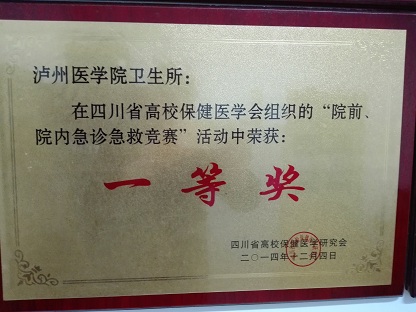 泸州医学院卫生所：
在四川省高校保健医学会组织的“院前、
院内急诊急救竞赛”活动中荣获：
一等奖
四川省高校保健医学研究会
二〇一四年十二月四日